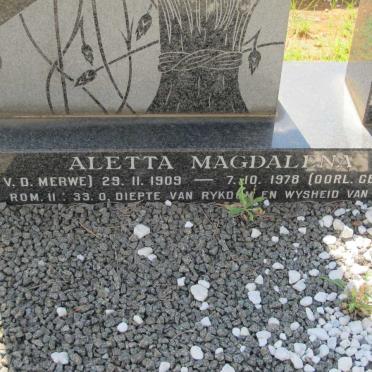 ALETTA MAGDALENA
V. D. MERWE) 29. 11. 1909 — 7. 10. 1978 (OORL. GE
ROM. 11: 33. O, DIEPTE VAN RYKDOM EN WYSHEID VAN